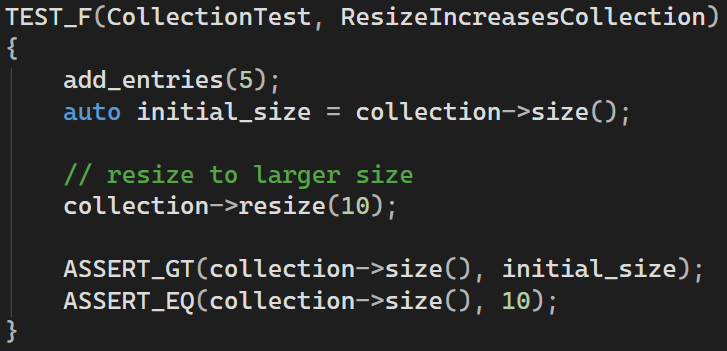 TEST_F(CollectionTest, ResizeIncreasesCollection)
{
    add_entries(5);
    auto initial_size = collection->size();

    // resize to larger size
    collection->resize(10);

    ASSERT_GT(collection->size(), initial_size);
    ASSERT_EQ(collection->size(), 10);
}